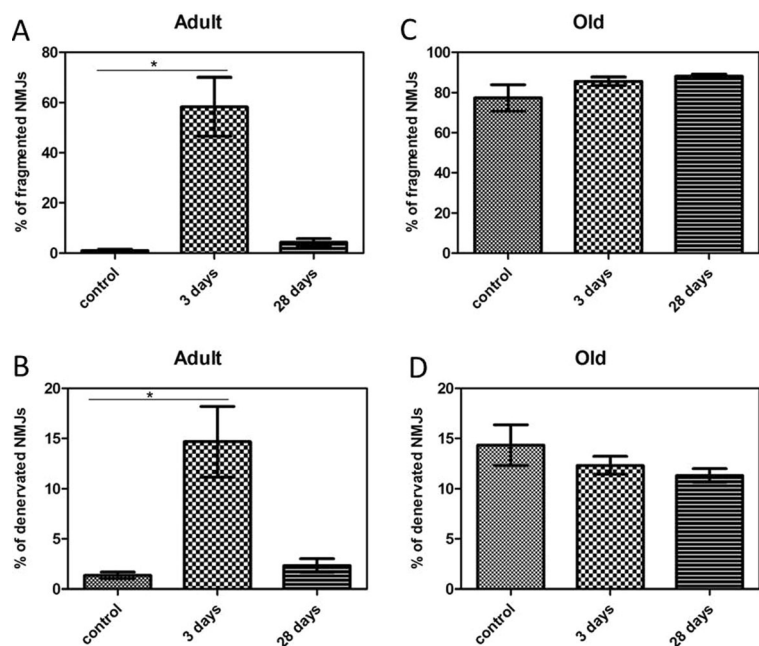 A
Adult
% of fragmented NMJs
80
60
40
20
0
*
control
3 days
28 days
C
Old
% of fragmented NMJs
100
80
60
40
20
0
control
3 days
28 days
B
Adult
% of denervated NMJs
20
15
10
5
0
*
control
3 days
28 days
D
Old
% of denervated NMJs
20
15
10
5
0
control
3 days
28 days